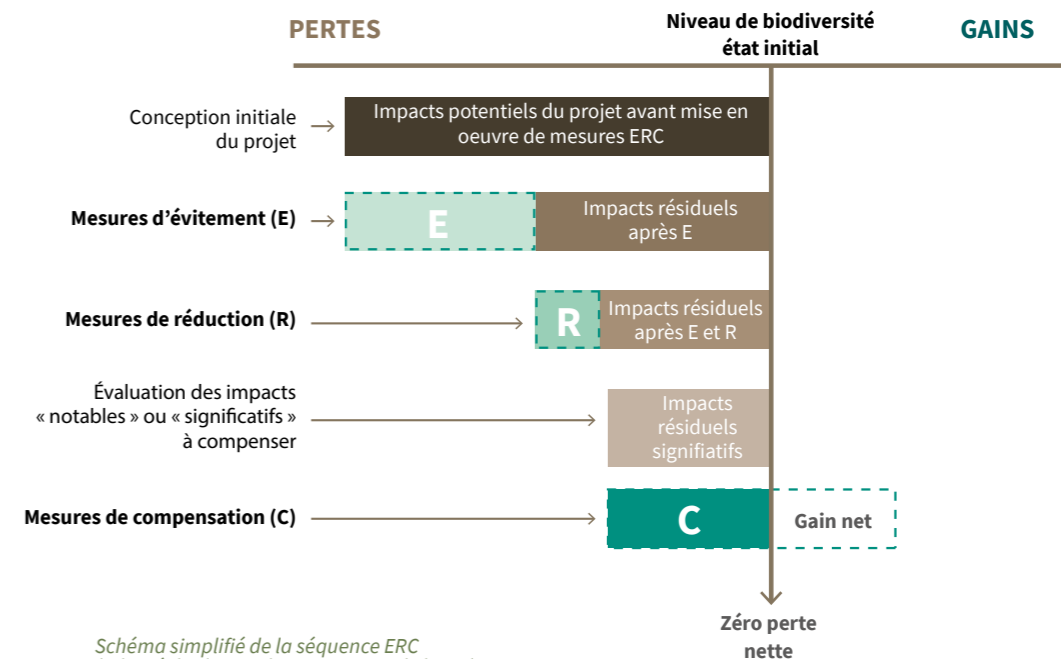 PERTES
Niveau de biodiversité
état initial
GAINS
Conception initiale
du projet
Impacts potentiels du projet avant mise en
oeuvre de mesures ERC
Mesures d’évitement (E)
E
Impacts résiduels
après E
Mesures de réduction (R)
R
Impacts résiduels
après E et R
Évaluation des impacts
« notables » ou « significatifs »
à compenser
Impacts
résiduels
signifiatifs
Mesures de compensation (C)
C
Gain net
Zéro perte
nette
Schéma simplifié de la séquence ERC